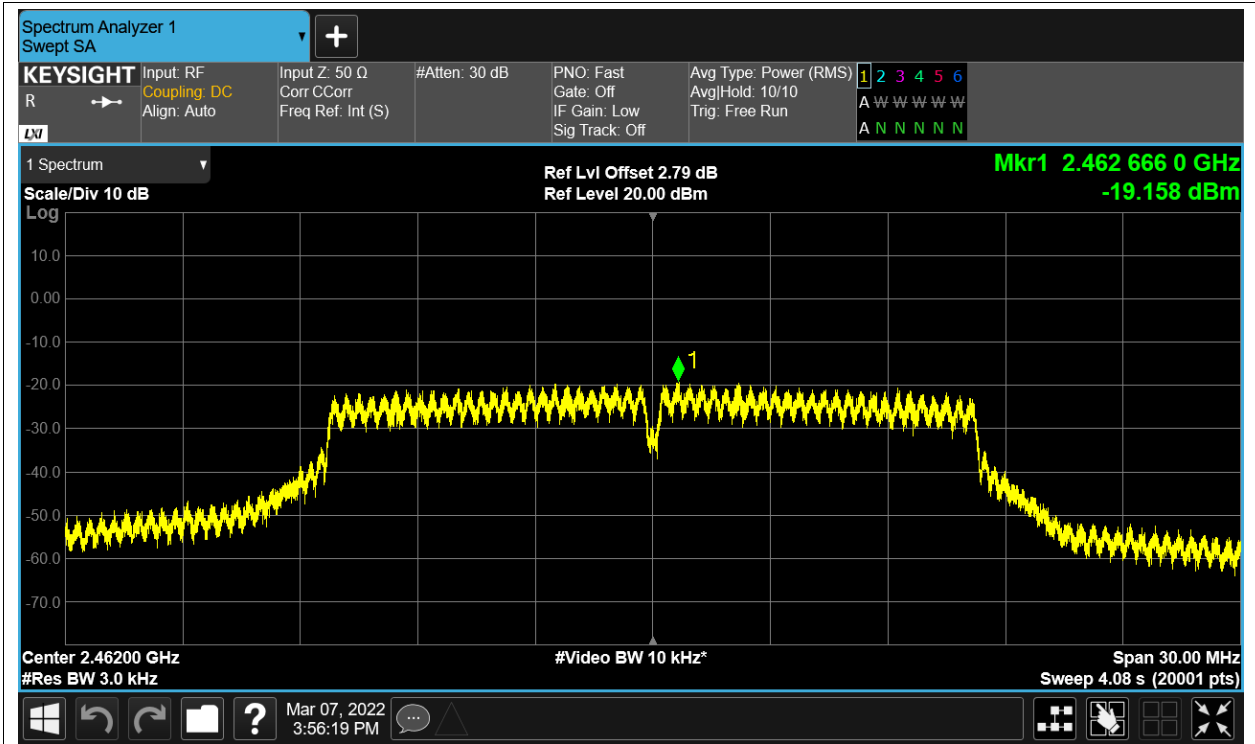 Spectrum Analyzer 1
Swept SA
KEYSIGHT
R
LXI
Input: RF
Coupling: DC
Align: Auto
Input Z: 50 Ω
Corr CCorr
Freq Ref: Int (S)
#Atten: 30 dB
PNO: Fast
Gate: Off
IF Gain: Low
Sig Track: Off
Avg Type: Power (RMS)
Avg|Hold: 10/10
Trig: Free Run
1 2 3 4 5 6
A W W W W W
A N N N N N
1 Spectrum
Scale/Div 10 dB
Log
Ref Lvl Offset 2.79 dB
Ref Level 20.00 dBm
Mkr1 2.462 666 0 GHz
-19.158 dBm
10.0
0.00
-10.0
1
-20.0
-30.0
-40.0
-50.0
-60.0
-70.0
Center 2.46200 GHz
#Res BW 3.0 kHz
#Video BW 10 kHz*
Span 30.00 MHz
Sweep 4.08 s (20001 pts)
?
Mar 07, 2022
3:56:19 PM